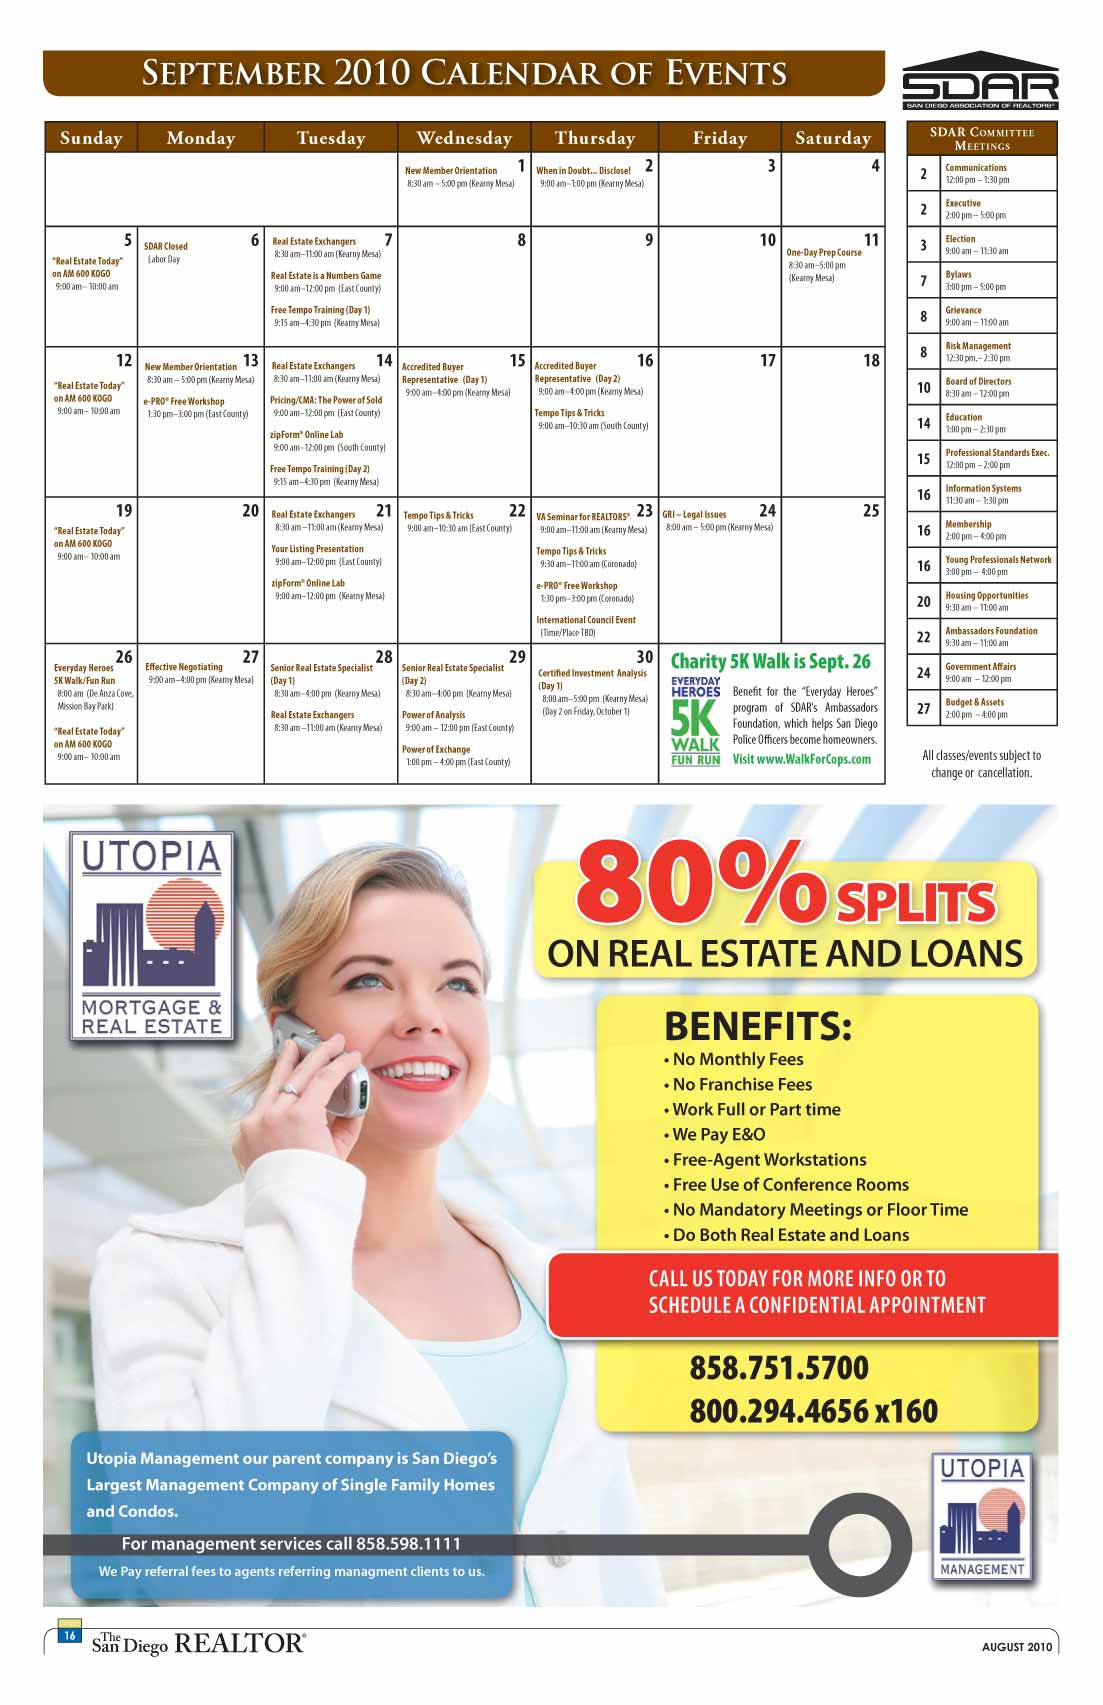 SEPTEMBER 2010 CALENDAR OF EVENTS
SDAR
SAN DIEGO ASSOCIATION OF REALTORS®
Sunday Monday Tuesday Wednesday Thursday Friday Saturday
1
New Member Orientation
8:30 am – 5:00 pm (Kearny Mesa)
2
When in Doubt... Disclose!
9:00 am–1:00 pm (Kearny Mesa)
3
4
5
"Real Estate Today"
on AM 600 KOGO
9:00 am– 10:00 am
6
SDAR Closed
Labor Day
7
Real Estate Exchangers
8:30 am–11:00 am (Kearny Mesa)
Real Estate is a Numbers Game
9:00 am–12:00 pm (East County)
Free Tempo Training (Day 1)
9:15 am–4:30 pm (Kearny Mesa)
8
9
10
11
One-Day Prep Course
8:30 am–5:00 pm
(Kearny Mesa)
12
"Real Estate Today"
on AM 600 KOGO
9:00 am– 10:00 am
13
New Member Orientation
8:30 am – 5:00 pm (Kearny Mesa)
e-PRO® Free Workshop
1:30 pm–3:00 pm (East County)
14
Real Estate Exchangers
8:30 am–11:00 am (Kearny Mesa)
Pricing/CMA: The Power of Sold
9:00 am–12:00 pm (East County)
zipForm® Online Lab
9:00 am–12:00 pm (South County)
Free Tempo Training (Day 2)
9:15 am–4:30 pm (Kearny Mesa)
15
Accredited Buyer
Representative (Day 1)
9:00 am–4:00 pm (Kearny Mesa)
16
Accredited Buyer
Representative (Day 2)
9:00 am–4:00 pm (Kearny Mesa)
Tempo Tips & Tricks
9:00 am–10:30 am (South County)
17
18
19
"Real Estate Today"
on AM 600 KOGO
9:00 am– 10:00 am
20
21
Real Estate Exchangers
8:30 am –11:00 am (Kearny Mesa)
Your Listing Presentation
9:00 am–12:00 pm (East County)
zipForm® Online Lab
9:00 am–12:00 pm (Kearny Mesa)
22
Tempo Tips & Tricks
9:00 am–10:30 am (East County)
23
VA Seminar for REALTORS®
9:00 am–11:00 am (Kearny Mesa)
Tempo Tips & Tricks
9:30 am–11:00 am (Coronado)
e-PRO® Free Workshop
1:30 pm–3:00 pm (Coronado)
International Council Event
(Time/Place TBD)
24
GRI – Legal Issues
8:00 am – 5:00 pm (Kearny Mesa)
25
26
Everyday Heroes
5K Walk/Fun Run
8:00 am (De Anza Cove,
Mission Bay Park)
"Real Estate Today"
on AM 600 KOGO
9:00 am– 10:00 am
27
Effective Negotiating
9:00 am–4:00 pm (Kearny Mesa)
28
Senior Real Estate Specialist
(Day 1)
8:30 am–4:00 pm (Kearny Mesa)
Real Estate Exchangers
8:30 am –11:00 am (Kearny Mesa)
29
Senior Real Estate Specialist
(Day 2)
8:30 am–4:00 pm (Kearny Mesa)
Power of Analysis
9:00 am – 12:00 pm (East County)
Power of Exchange
1:00 pm – 4:00 pm (East County)
30
Certified Investment Analysis
(Day 1)
8:00 am–5:00 pm (Kearny Mesa)
(Day 2 on Friday, October 1)
Charity 5K Walk is Sept. 26
EVERYDAY
HEROES
5K
WALK
FUN RUN
Benefit for the "Everyday Heroes"
program of SDAR's Ambassadors
Foundation, which helps San Diego
Police Officers become homeowners.
Visit www.WalkForCops.com
SDAR COMMITTEE
MEETINGS
2 Communications
12:00 pm – 1:30 pm
2 Executive
2:00 pm – 5:00 pm
3 Election
9:00 am – 11:30 am
7 Bylaws
3:00 pm – 5:00 pm
8 Grievance
9:00 am – 11:00 am
8 Risk Management
12:30 pm.– 2:30 pm
10 Board of Directors
8:30 am – 12:00 pm
14 Education
1:00 pm – 2:30 pm
15 Professional Standards Exec.
12:00 pm – 2:00 pm
16 Information Systems
11:30 am – 1:30 pm
16 Membership
2:00 pm – 4:00 pm
16 Young Professionals Network
3:00 pm – 4:00 pm
20 Housing Opportunities
9:30 am – 11:00 am
22 Ambassadors Foundation
9:30 am – 11:00 am
24 Government Affairs
9:00 am – 12:00 pm
27 Budget & Assets
2:00 pm – 4:00 pm
All classes/events subject to
change or cancellation.
UTOPIA
MORTGAGE &
REAL ESTATE
80% SPLITS
ON REAL ESTATE AND LOANS
BENEFITS:
• No Monthly Fees
• No Franchise Fees
• Work Full or Part time
• We Pay E&O
• Free-Agent Workstations
• Free Use of Conference Rooms
• No Mandatory Meetings or Floor Time
• Do Both Real Estate and Loans
CALL US TODAY FOR MORE INFO OR TO
SCHEDULE A CONFIDENTIAL APPOINTMENT
858.751.5700
800.294.4656 x160
Utopia Management our parent company is San Diego's
Largest Management Company of Single Family Homes
and Condos.
For management services call 858.598.1111
We Pay referral fees to agents referring managment clients to us.
UTOPIA
MANAGEMENT
16
The
San Diego REALTOR®
AUGUST 2010